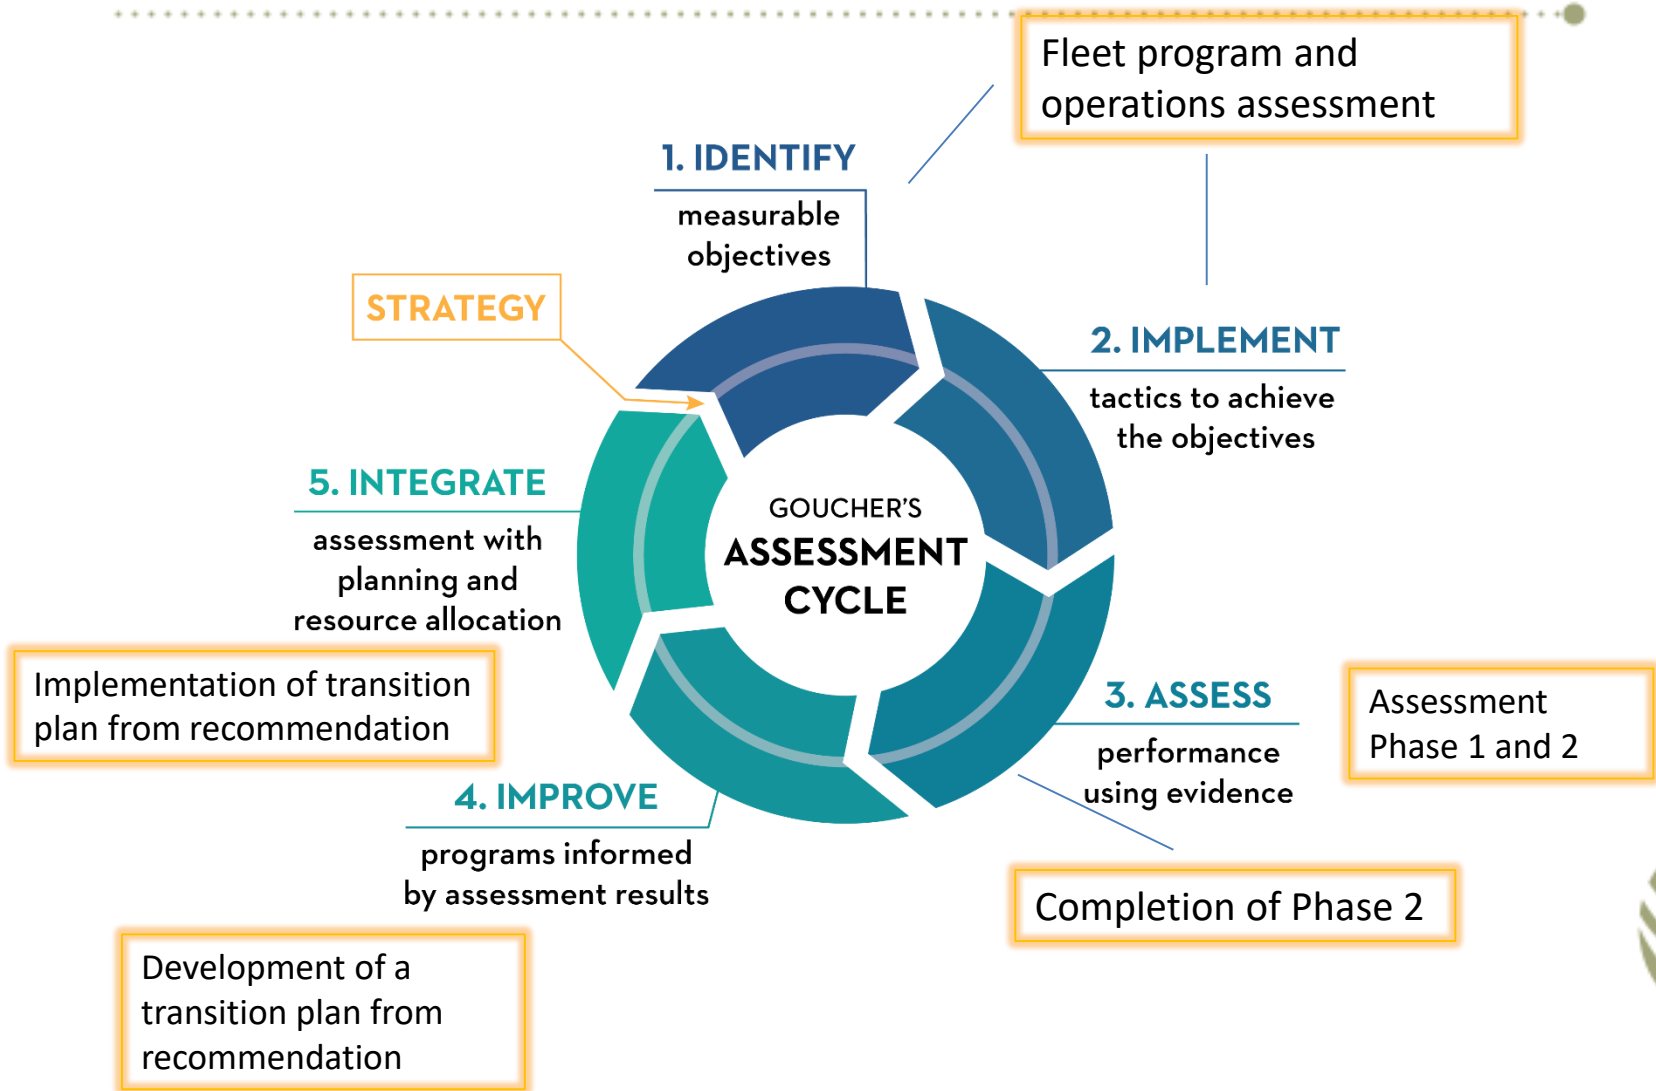 Fleet program and
operations assessment
1. IDENTIFY
measurable
objectives
STRATEGY
2. IMPLEMENT
tactics to achieve
the objectives
5. INTEGRATE
assessment with
planning and
resource allocation
GOUCHER'S
ASSESSMENT
CYCLE
Implementation of transition
plan from recommendation
3. ASSESS
performance
using evidence
Assessment
Phase 1 and 2
4. IMPROVE
programs informed
by assessment results
Completion of Phase 2
Development of a
transition plan from
recommendation